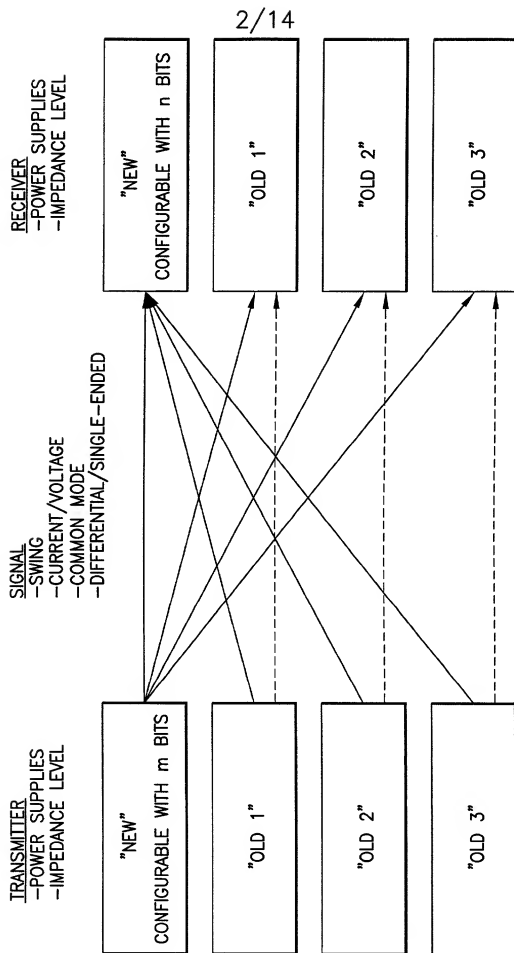 2/14
TRANSMITTER
-POWER SUPPLIES
-IMPEDANCE LEVEL
SIGNAL
-SWING
-CURRENT/VOLTAGE
-COMMON MODE
-DIFFERENTIAL/SINGLE-ENDED
RECEIVER
-POWER SUPPLIES
-IMPEDANCE LEVEL
"NEW"
CONFIGURABLE WITH m BITS
"OLD 1"
"OLD 2"
"OLD 3"
"NEW"
CONFIGURABLE WITH n BITS
"OLD 1"
"OLD 2"
"OLD 3"